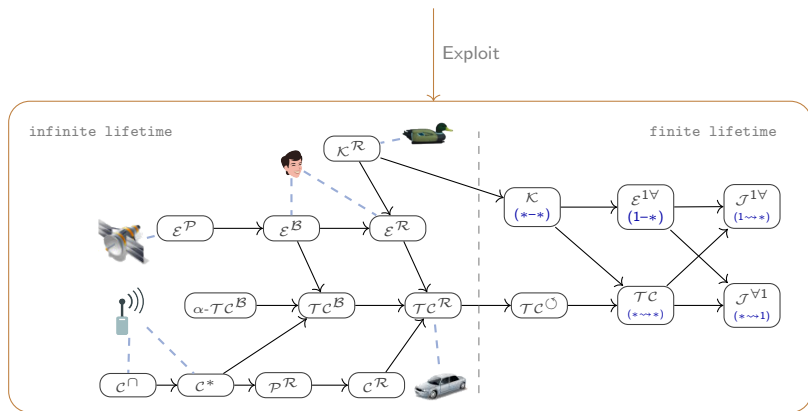 Exploit
infinite lifetime
finite lifetime
𝒦^ℛ
𝒦
(*–*)
ℰ^{1∀}
(1–*)
𝒥^{1∀}
(1⇝*)
ℰ^𝒫
ℰ^ℬ
ℰ^ℛ
α-𝒯𝒞^ℬ
𝒯𝒞^ℬ
𝒯𝒞^ℛ
𝒯𝒞^↺
𝒯𝒞
(*⇝*)
𝒥^{∀1}
(*⇝1)
𝒞^∩
𝒞^*
𝒫^ℛ
𝒞^ℛ